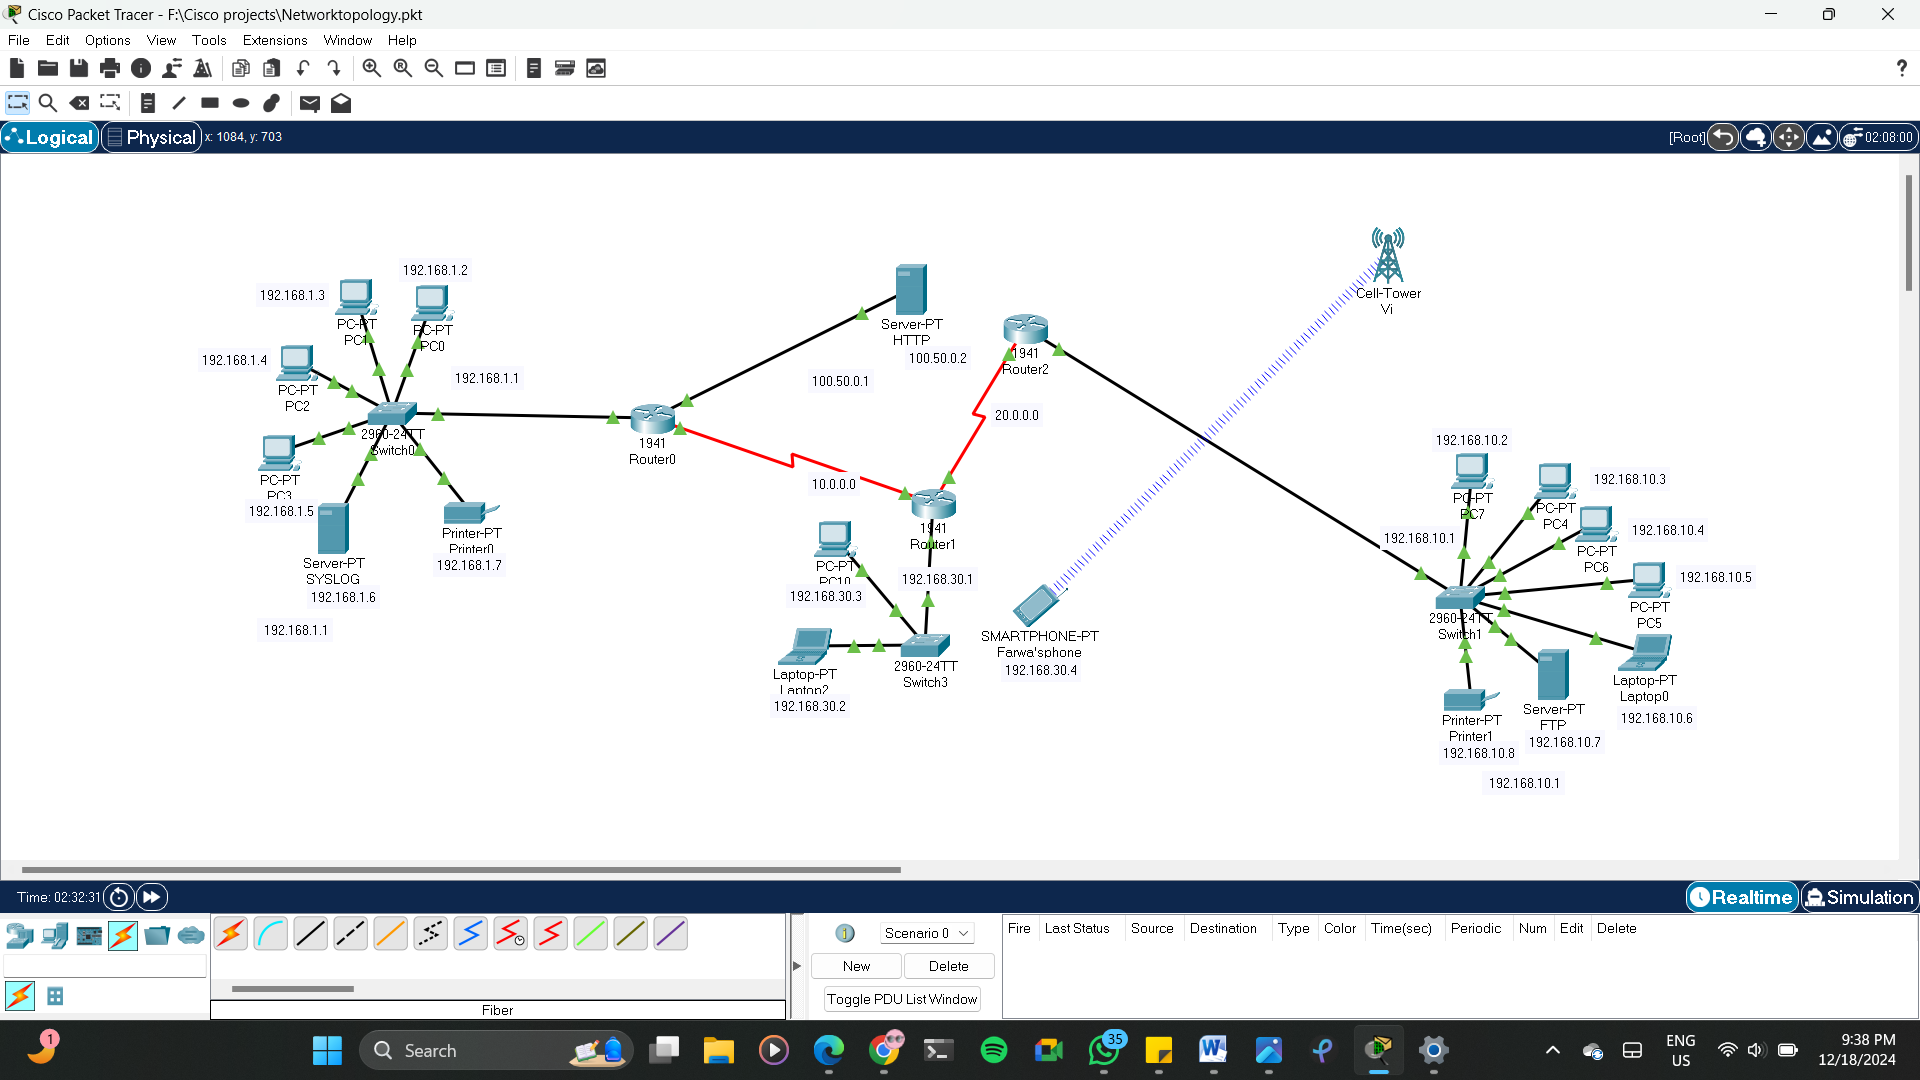 Cisco Packet Tracer - F:\Cisco projects\Networktopology.pkt
File Edit Options View Tools Extensions Window Help
?
Logical Physical x: 1084, y: 703 [Root] 02:08:00
192.168.1.2
192.168.1.3
PC-PT
PC1
PC-PT
PC0
192.168.1.4
PC-PT
PC2
192.168.1.1
2960-24TT
Switch0
PC-PT
PC3
192.168.1.5
Server-PT
SYSLOG
192.168.1.6
Printer-PT
Printer0
192.168.1.7
192.168.1.1
1941
Router0
Server-PT
HTTP
100.50.0.2
100.50.0.1
1941
Router2
20.0.0.0
10.0.0.0
1941
Router1
PC-PT
PC10
192.168.30.3
192.168.30.1
Laptop-PT
Laptop2
192.168.30.2
2960-24TT
Switch3
SMARTPHONE-PT
Farwa'sphone
192.168.30.4
Cell-Tower
Vi
192.168.10.2
PC-PT
PC7
192.168.10.3
PC-PT
PC4
192.168.10.4
PC-PT
PC6
192.168.10.1
192.168.10.5
PC-PT
PC5
2960-24TT
Switch1
Laptop-PT
Laptop0
192.168.10.6
Server-PT
FTP
192.168.10.7
Printer-PT
Printer1
192.168.10.8
192.168.10.1
Time: 02:32:31 Realtime Simulation
Scenario 0
New Delete
Toggle PDU List Window
Fire Last Status Source Destination Type Color Time(sec) Periodic Num Edit Delete
Fiber
1
Search
35
ENG
US
9:38 PM
12/18/2024